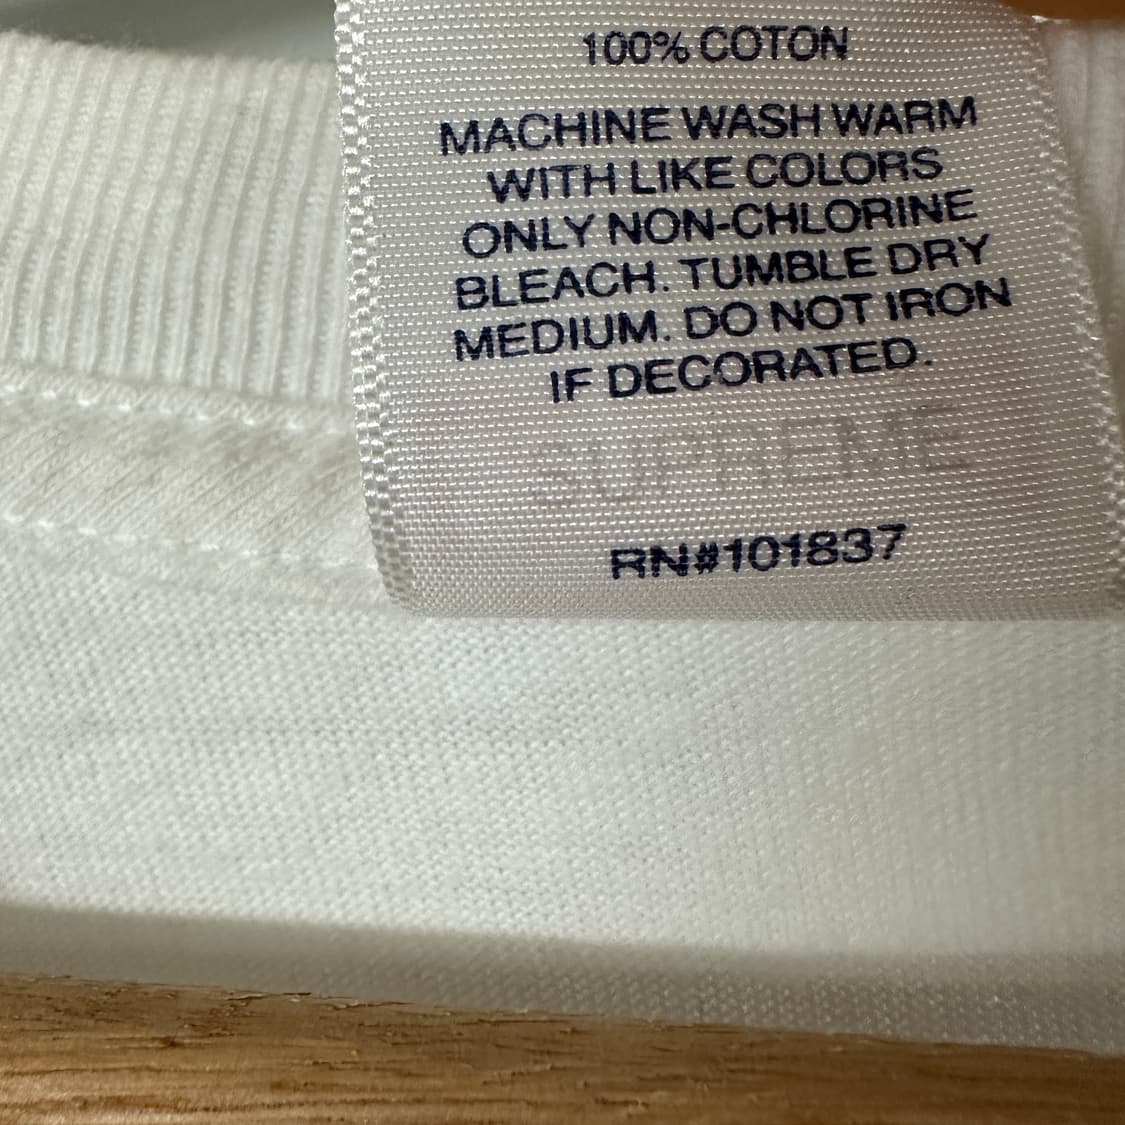 100% COTON
MACHINE WASH WARM
WITH LIKE COLORS
ONLY NON-CHLORINE
BLEACH. TUMBLE DRY
MEDIUM. DO NOT IRON
IF DECORATED.
SUPREME
RN#101837